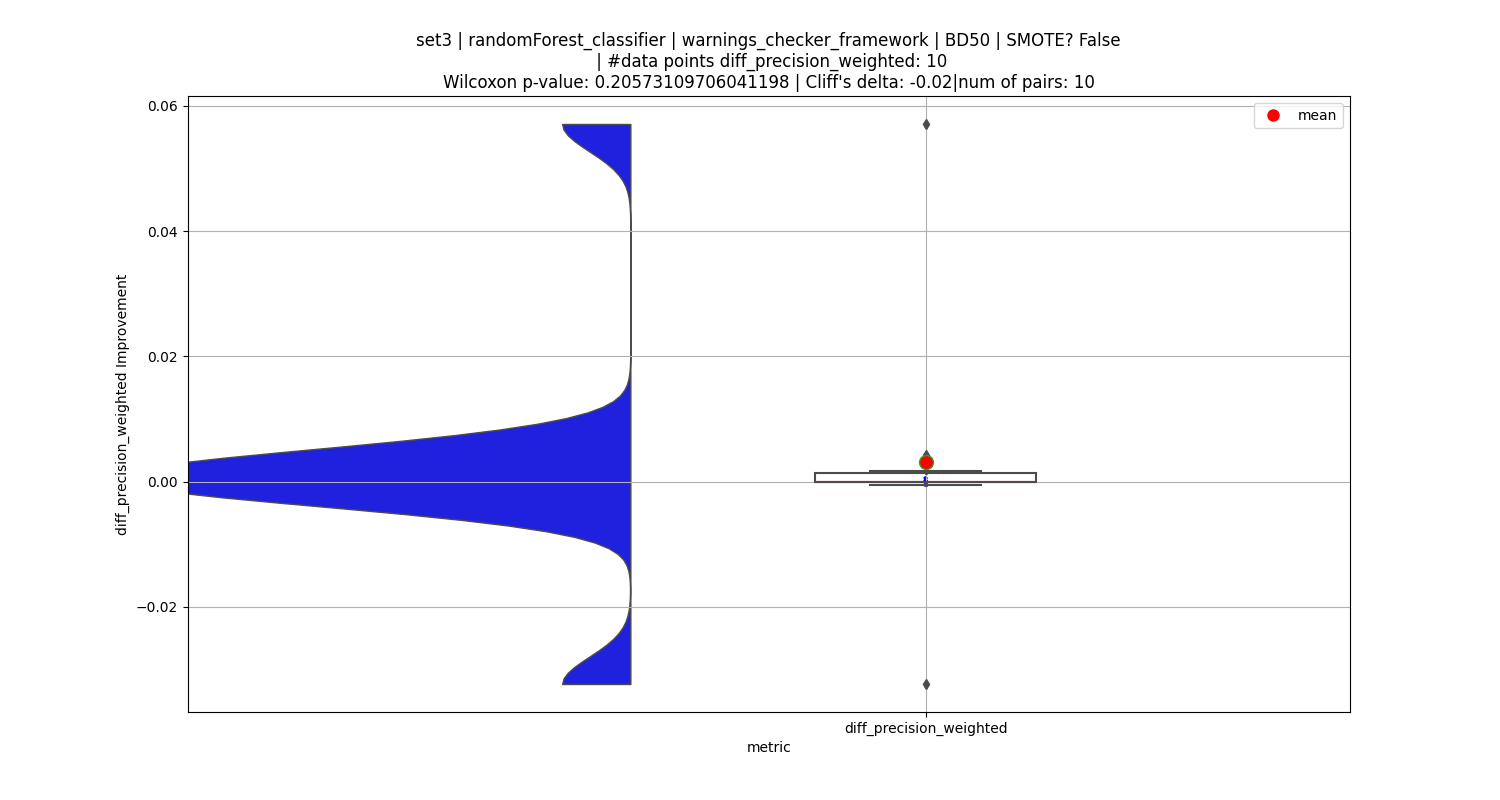 set3 | randomForest_classifier | warnings_checker_framework | BD50 | SMOTE? False
| #data points diff_precision_weighted: 10
Wilcoxon p-value: 0.20573109706041198 | Cliff's delta: -0.02|num of pairs: 10
mean
0.06
0.04
0.02
0.00
−0.02
diff_precision_weighted Improvement
diff_precision_weighted
metric